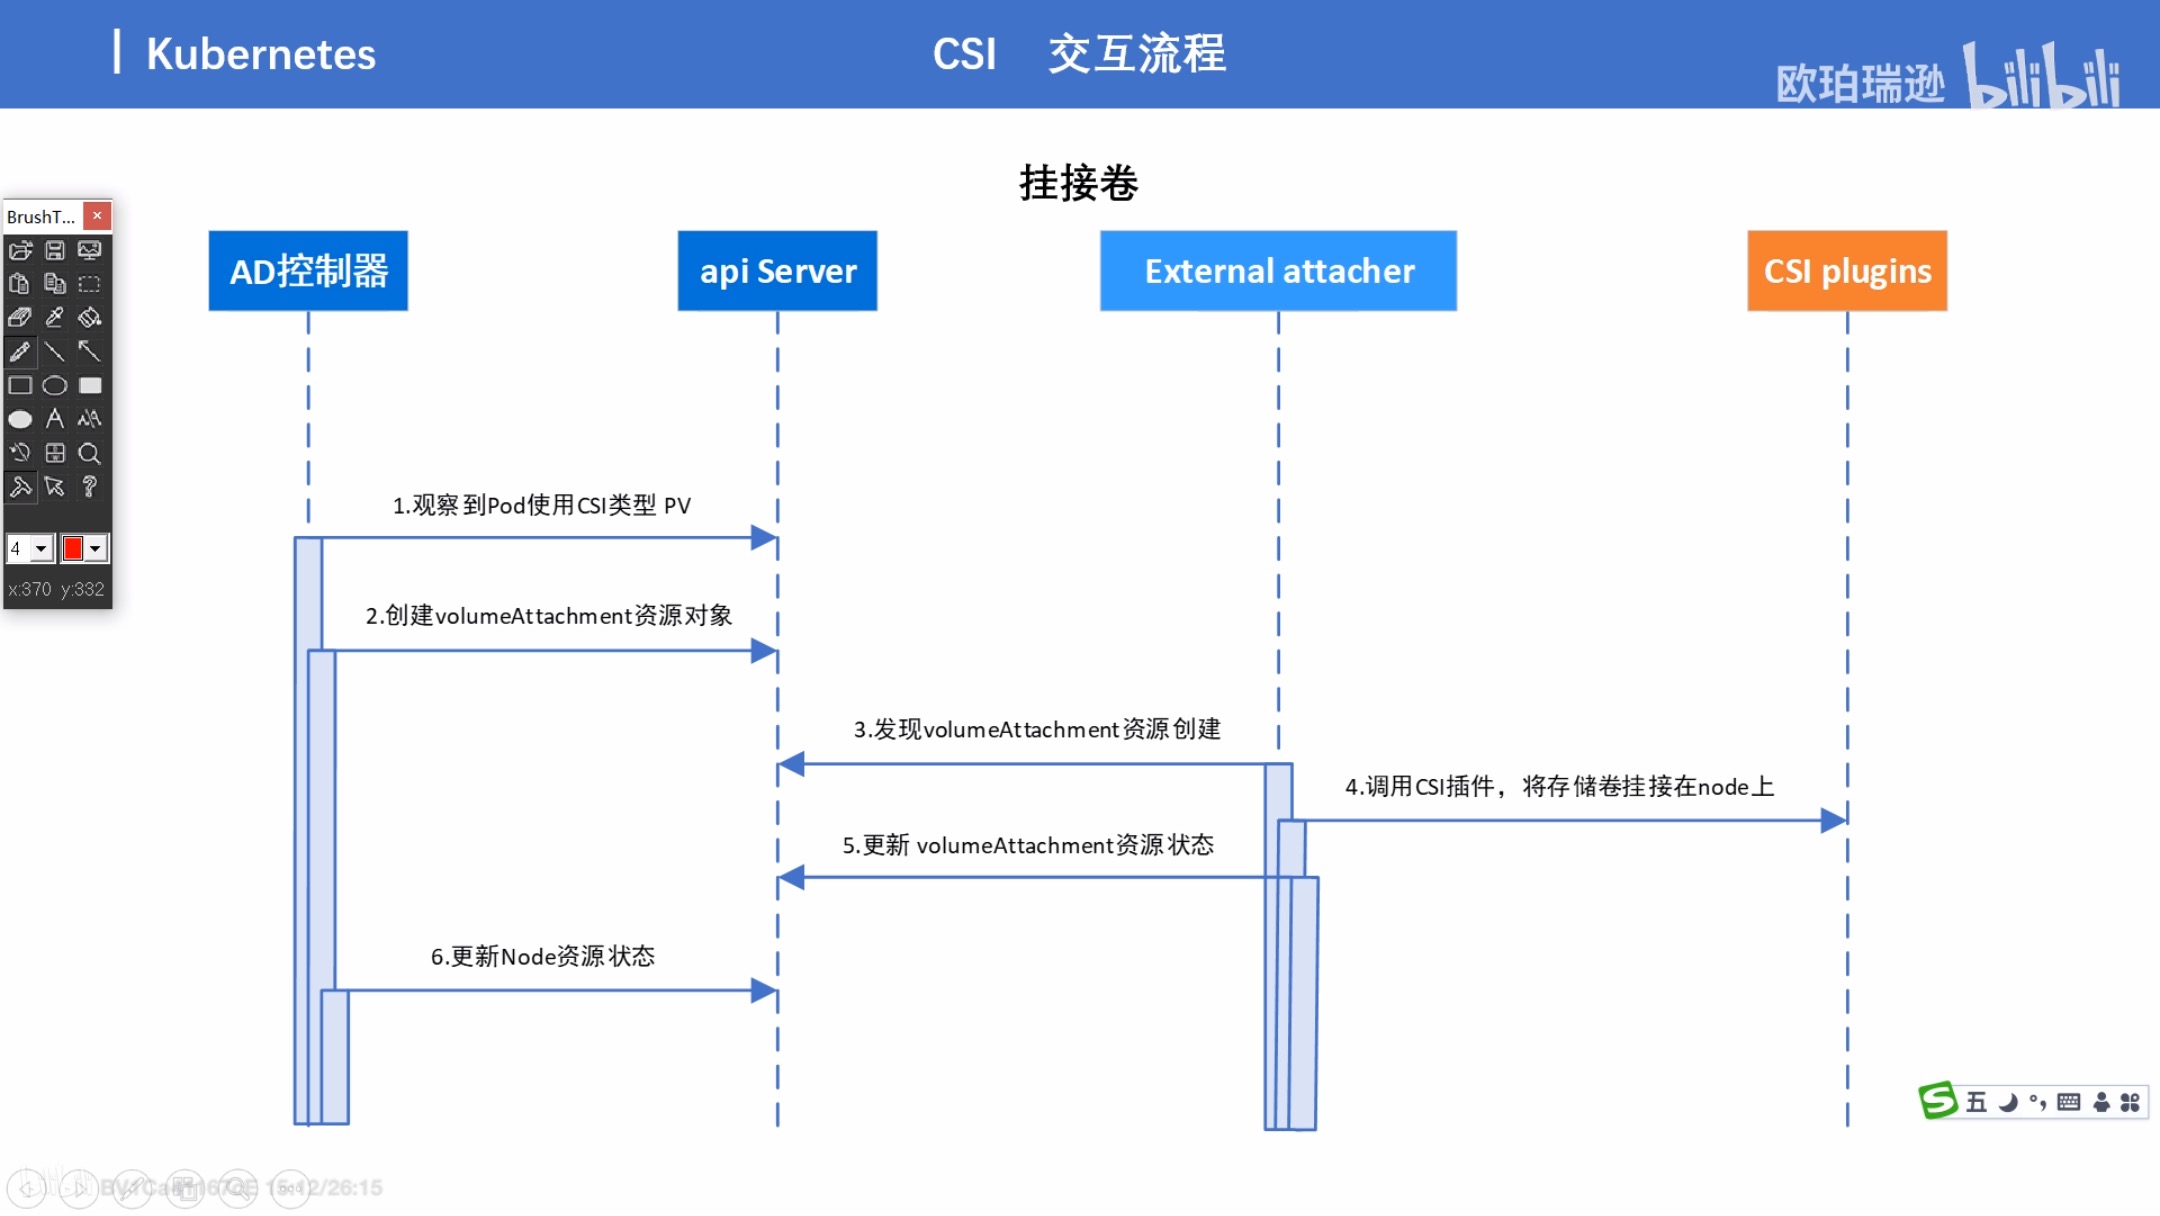 Kubernetes
CSI 交互流程
欧珀瑞逊 bilibili
挂接卷
BrushT...
AD控制器
api Server
External attacher
CSI plugins
1.观察到Pod使用CSI类型 PV
4
x:370 y:332
2.创建volumeAttachment资源对象
3.发现volumeAttachment资源创建
4.调用CSI插件，将存储卷挂接在node上
5.更新 volumeAttachment资源状态
6.更新Node资源状态
五
15:12/26:15